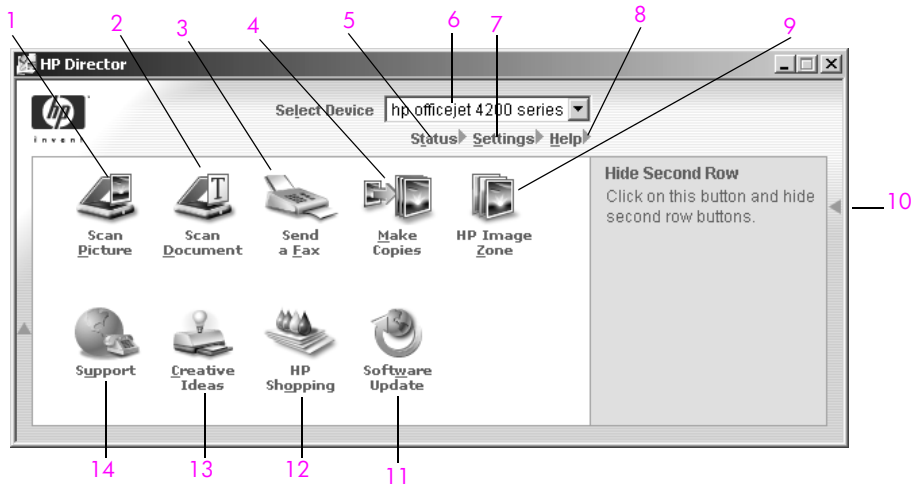 1 2 3 4 5 6 7 8 9
HP Director
hp
invent
Select Device hp officejet 4200 series
Status Settings Help
Scan
Picture
Scan
Document
Send
a Fax
Make
Copies
HP Image
Zone
Hide Second Row
Click on this button and hide
second row buttons.
10
Support
Creative
Ideas
HP
Shopping
Software
Update
14 13 12 11